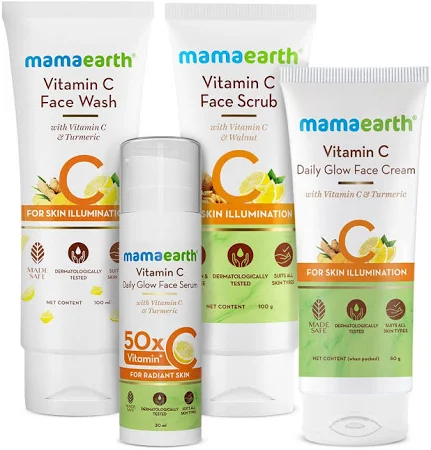 mamaearth®
Vitamin C
Face Wash
with Vitamin C
& Turmeric
C
FOR SKIN ILLUMINATION
MADE
SAFE
DERMATOLOGICALLY
TESTED
SUITS
SKIN
NET CONTENT 100 ml
mamaearth®
Vitamin C
Face Scrub
with Vitamin C
& Walnut
C
SKIN ILLUMINATION
DERMATOLOGICALLY
TESTED
SUITS ALL
SKIN TYPES
NET CONTENT 100 g
mamaearth®
Vitamin C
Daily Glow Face Serum
with Vitamin C
& Turmeric
50x
Vitamin*
C
FOR RADIANT SKIN
MADE
SAFE
DERMATOLOGICALLY
TESTED
SUITS ALL
SKIN TYPES
30 ml
mamaearth®
Vitamin C
Daily Glow Face Cream
with Vitamin C & Turmeric
C
FOR SKIN ILLUMINATION
MADE
SAFE
DERMATOLOGICALLY
TESTED
SUITS ALL
SKIN TYPES
NET CONTENT (when packed) 50 g